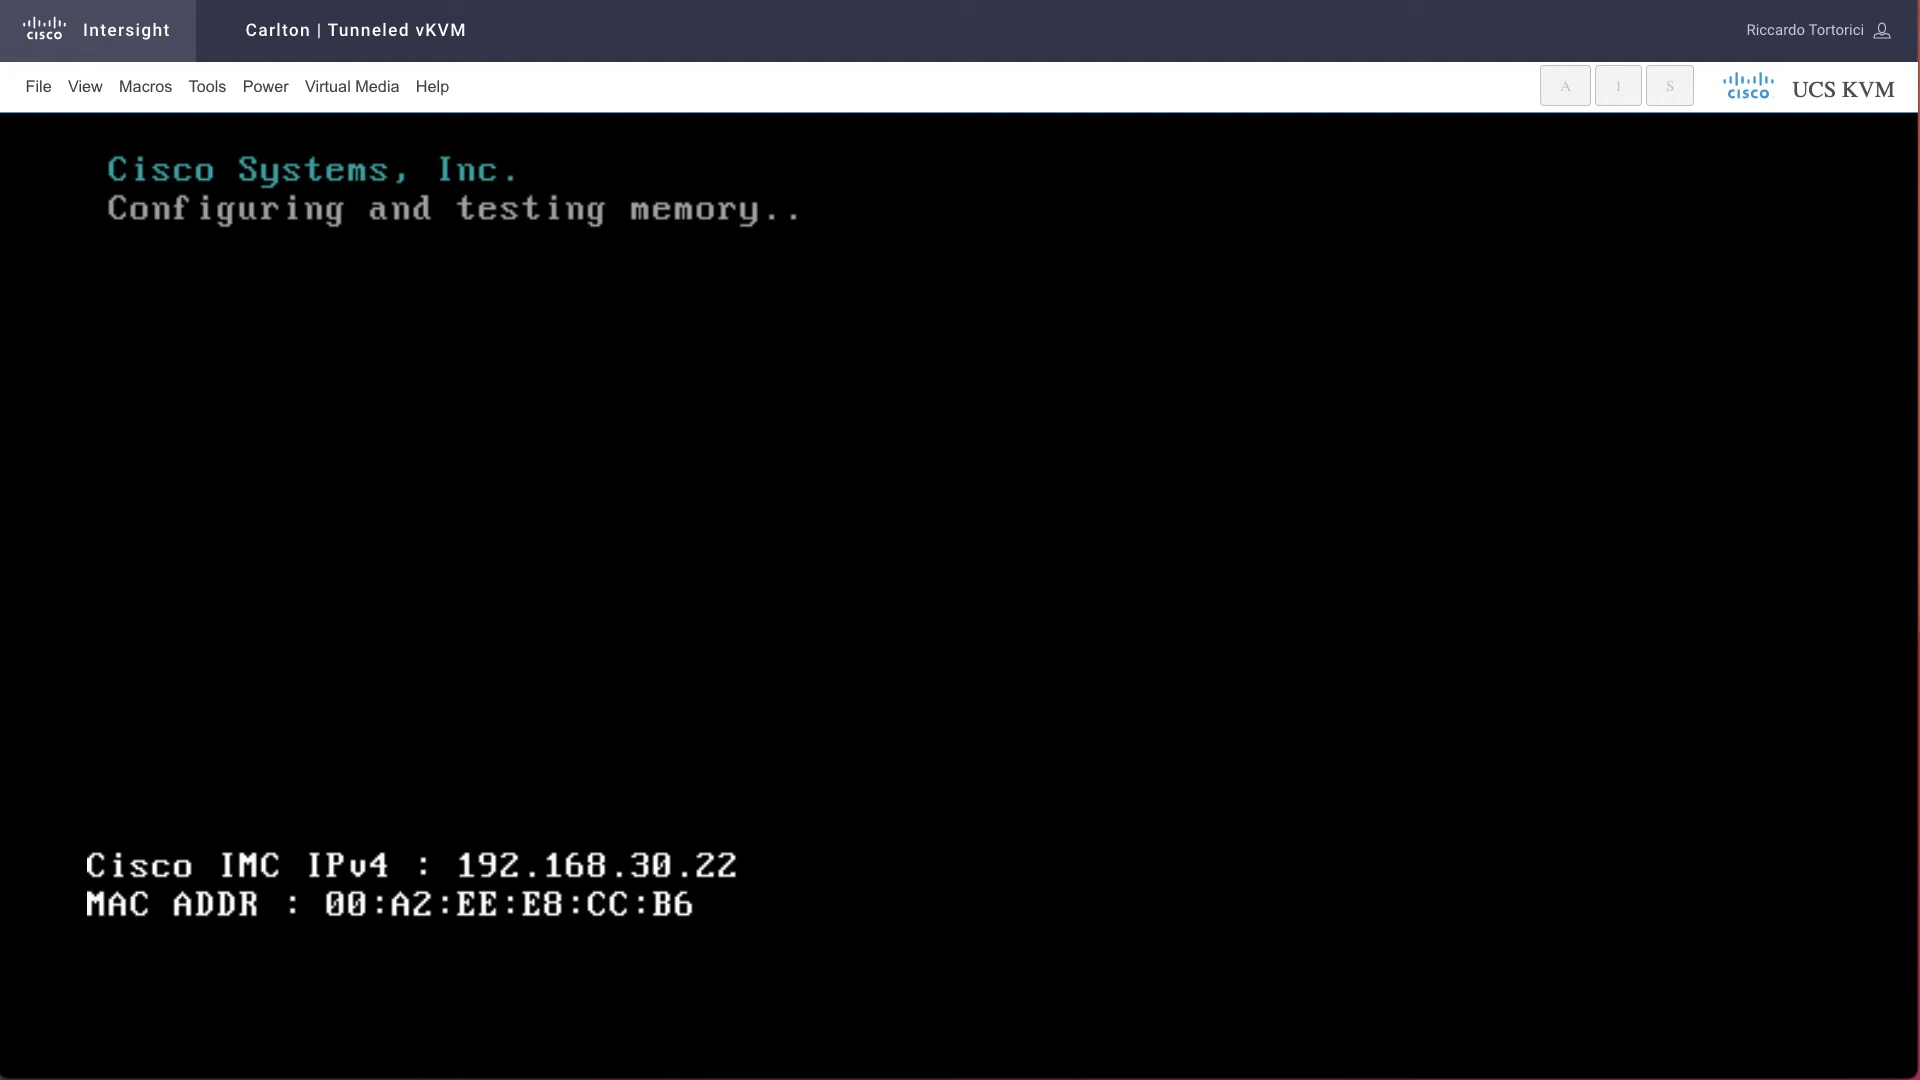 cisco Intersight Carlton | Tunneled vKVM Riccardo Tortorici
File View Macros Tools Power Virtual Media Help A I S cisco UCS KVM
Cisco Systems, Inc.
Configuring and testing memory..
Cisco IMC IPv4 : 192.168.30.22
MAC ADDR : 00:A2:EE:E8:CC:B6